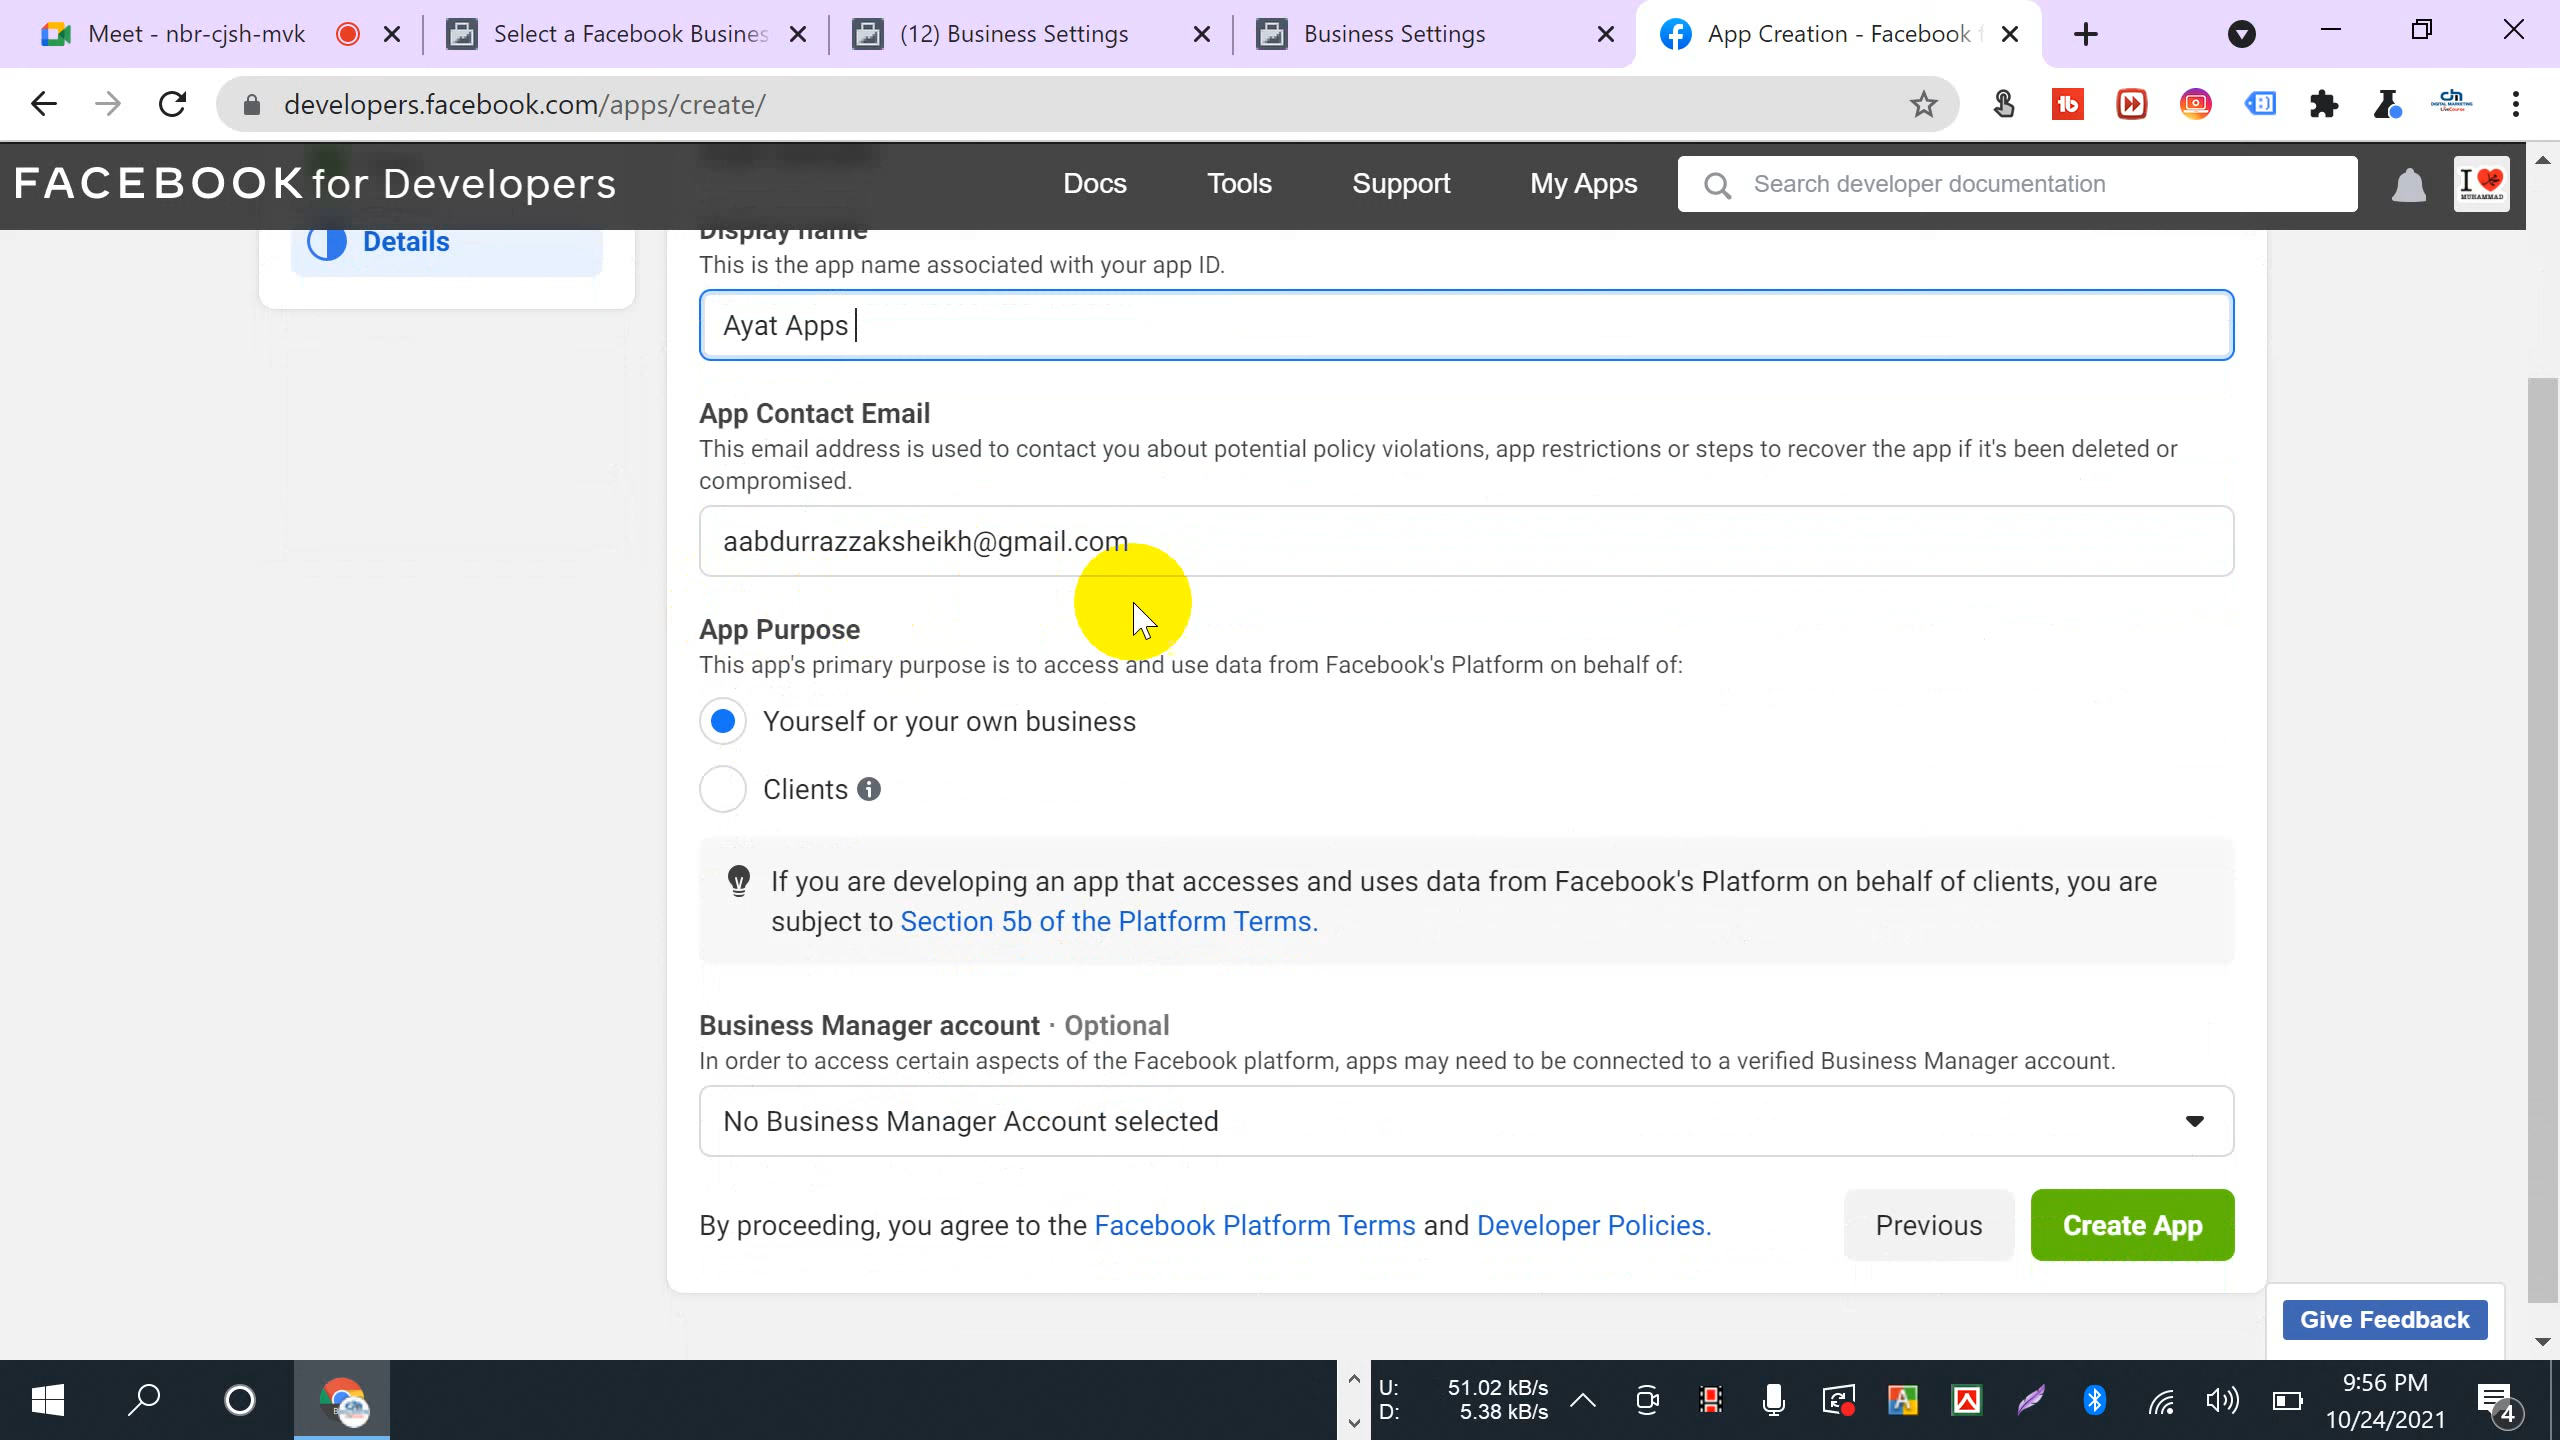 Meet - nbr-cjsh-mvk
Select a Facebook Busines
(12) Business Settings
Business Settings
App Creation - Facebook f
developers.facebook.com/apps/create/
FACEBOOK for Developers
Docs
Tools
Support
My Apps
Search developer documentation
Details
Display name
This is the app name associated with your app ID.
Ayat Apps
App Contact Email
This email address is used to contact you about potential policy violations, app restrictions or steps to recover the app if it's been deleted or
compromised.
aabdurrazzaksheikh@gmail.com
App Purpose
This app's primary purpose is to access and use data from Facebook's Platform on behalf of:
Yourself or your own business
Clients
If you are developing an app that accesses and uses data from Facebook's Platform on behalf of clients, you are
subject to Section 5b of the Platform Terms.
Business Manager account · Optional
In order to access certain aspects of the Facebook platform, apps may need to be connected to a verified Business Manager account.
No Business Manager Account selected
By proceeding, you agree to the Facebook Platform Terms and Developer Policies.
Previous
Create App
Give Feedback
U: 51.02 kB/s
D: 5.38 kB/s
9:56 PM
10/24/2021
4